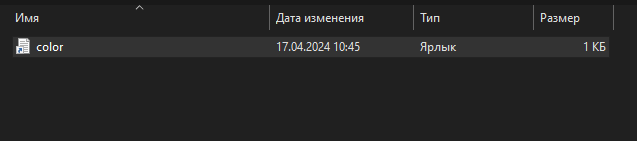 Имя Дата изменения Тип Размер
color 17.04.2024 10:45 Ярлык 1 КБ